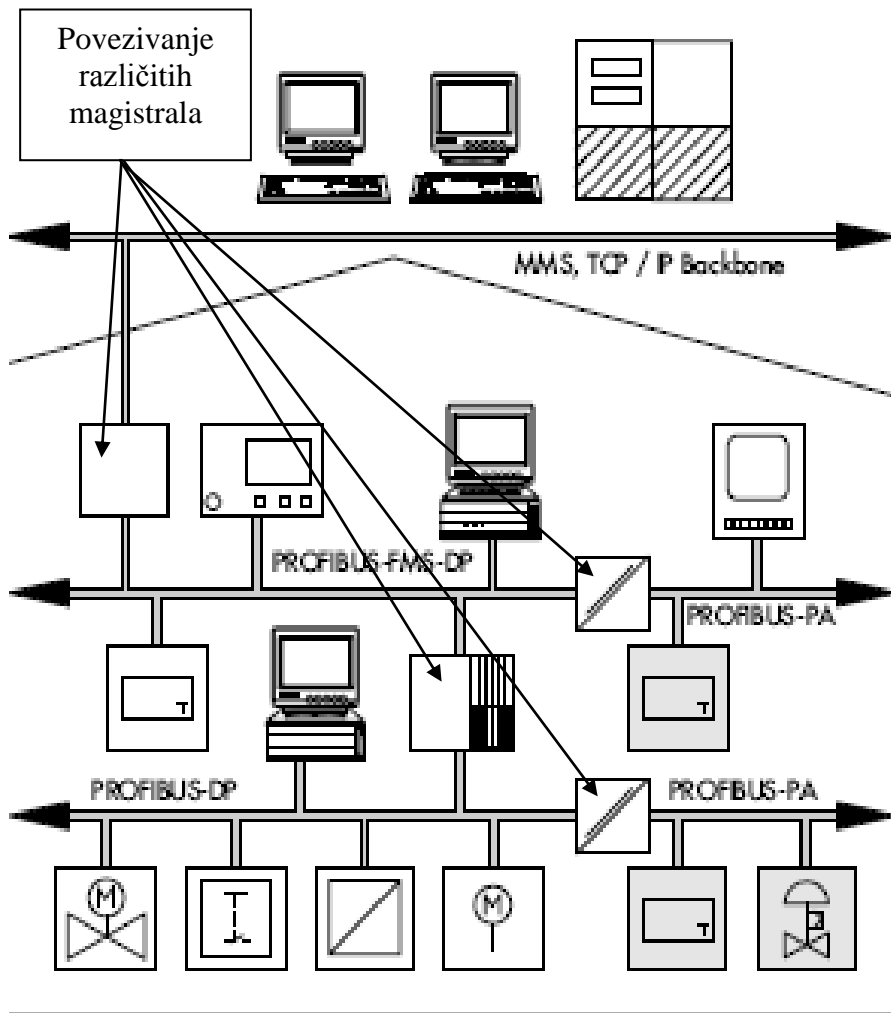 Povezivanje
različitih
magistrala
MMS, TCP / IP Backbone
PROFIBUS-FMS-DP
PROFIBUS-PA
T
T
PROFIBUS-DP
PROFIBUS-PA
M
M
T